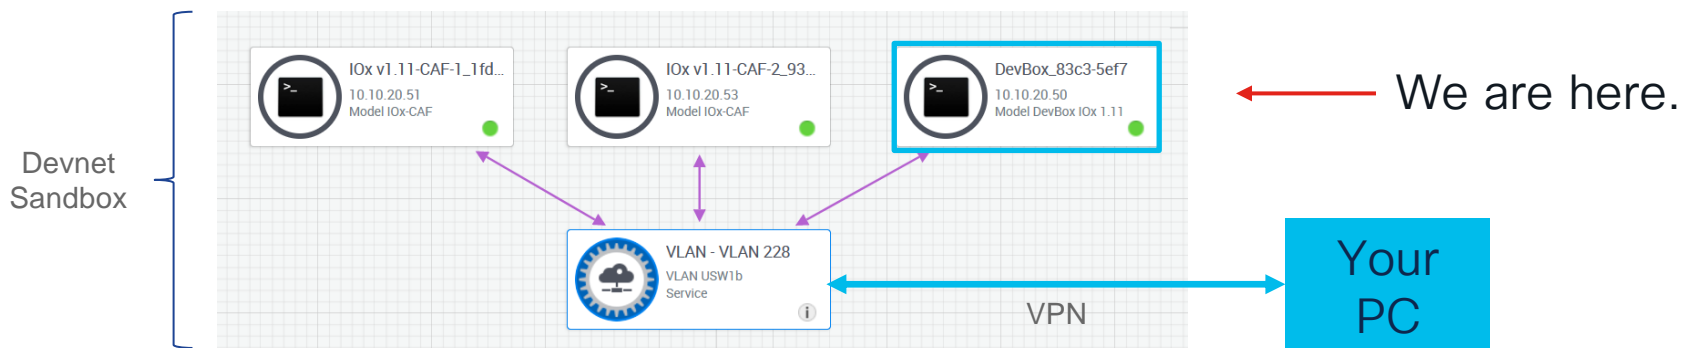 Devnet
Sandbox
IOx v1.11-CAF-1_1fd...
10.10.20.51
Model IOx-CAF
IOx v1.11-CAF-2_93...
10.10.20.53
Model IOx-CAF
DevBox_83c3-5ef7
10.10.20.50
Model DevBox IOx 1.11
We are here.
VLAN - VLAN 228
VLAN USW1b
Service
i
VPN
Your
PC